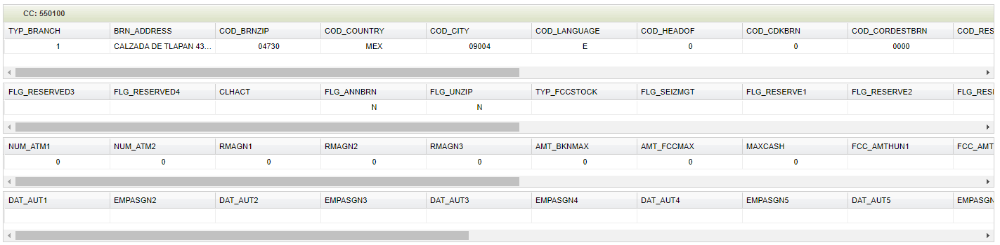 CC: 550100
TYP_BRANCH BRN_ADDRESS COD_BRNZIP COD_COUNTRY COD_CITY COD_LANGUAGE COD_HEADOF COD_CDKBRN COD_CORDESTBRN COD_RES
1 CALZADA DE TLAPAN 43... 04730 MEX 09004 E 0 0 0000
FLG_RESERVED3 FLG_RESERVED4 CLHACT FLG_ANNBRN FLG_UNZIP TYP_FCCSTOCK FLG_SEIZMGT FLG_RESERVE1 FLG_RESERVE2 FLG_RES
N N
NUM_ATM1 NUM_ATM2 RMAGN1 RMAGN2 RMAGN3 AMT_BKNMAX AMT_FCCMAX MAXCASH FCC_AMTHUN1 FCC_AMT
0 0 0 0 0 0 0 0
DAT_AUT1 EMPASGN2 DAT_AUT2 EMPASGN3 DAT_AUT3 EMPASGN4 DAT_AUT4 EMPASGN5 DAT_AUT5 EMPASGN